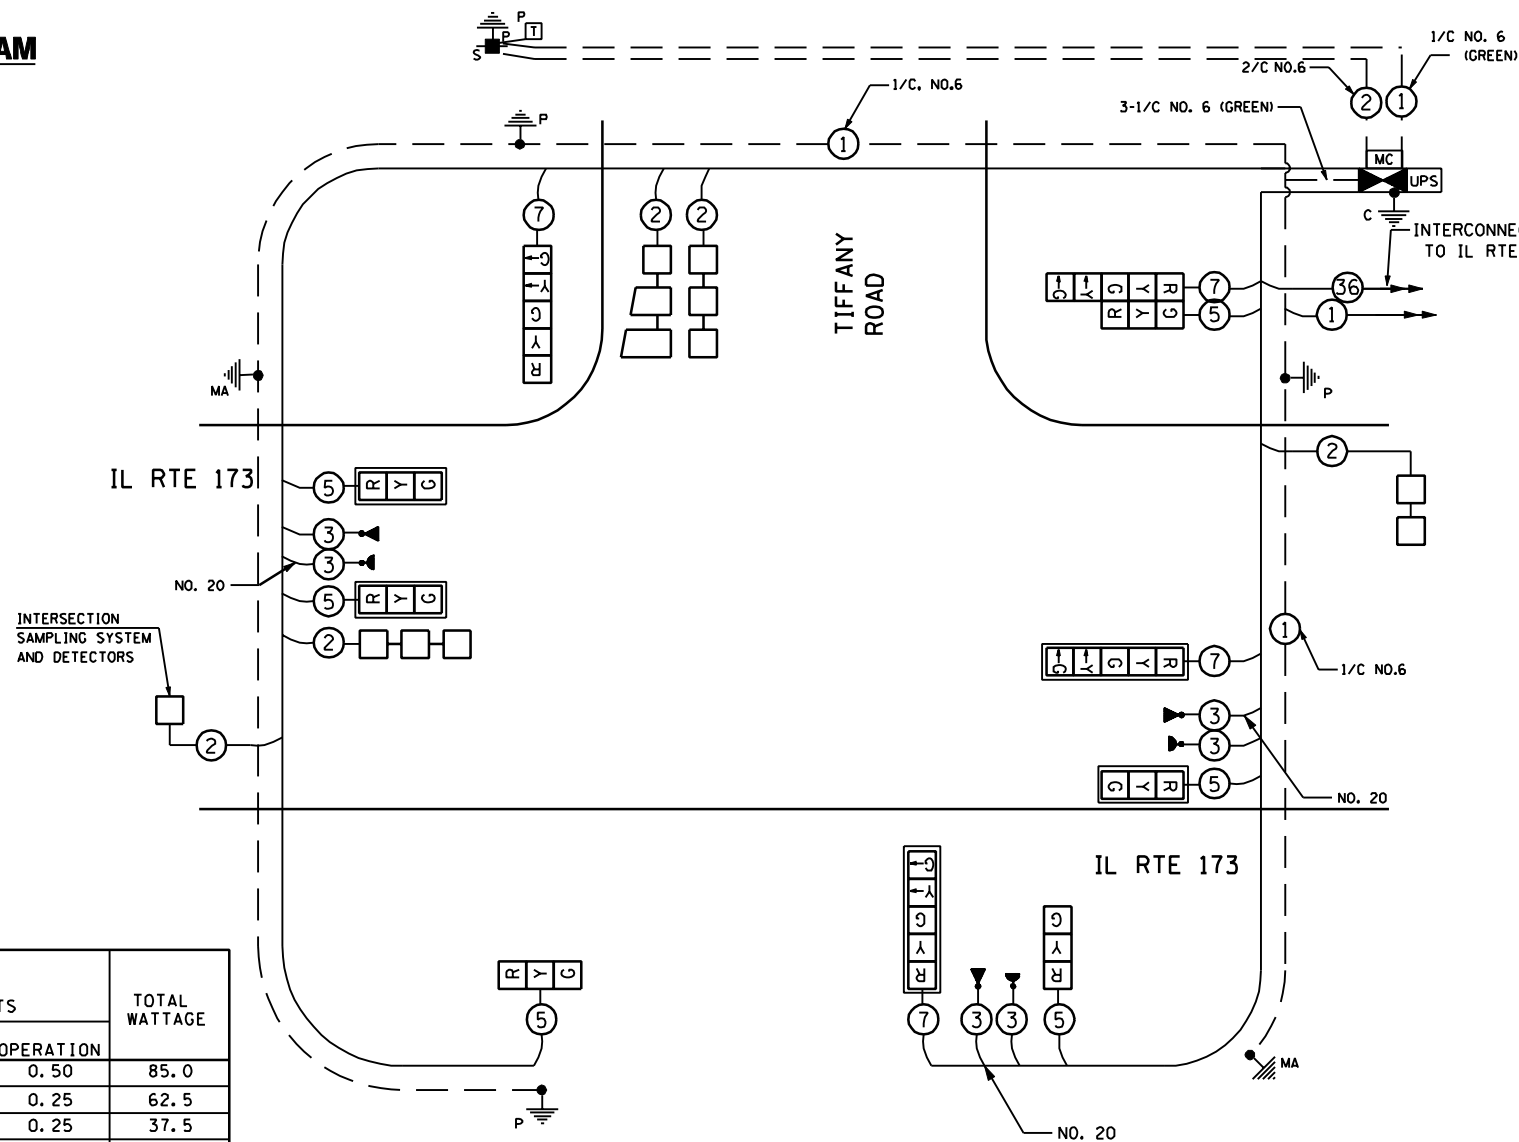 AM
P
T
P
S
1/C NO. 6
(GREEN)
2/C NO.6
1/C, NO.6
3-1/C NO. 6 (GREEN)
2
1
P
1
MC
UPS
C
7
2
2
G
Y
G
Y
R
TIFFANY
ROAD
INTERCONNE
TO IL RTE
G Y G Y R 7
36
R Y G 5
1
MA
P
IL RTE 173
5 R Y G
2
3
3
NO. 20
5 R Y G
2
INTERSECTION
SAMPLING SYSTEM
AND DETECTORS
1
G Y G Y R 7
1/C NO.6
3
3
2
G Y R 5
NO. 20
IL RTE 173
G
Y
G
Y
R
G
Y
R
R Y G
5
7
3
3
5
MA
P
NO. 20
TS
TOTAL
WATTAGE
OPERATION
0.50 85.0
0.25 62.5
0.25 37.5